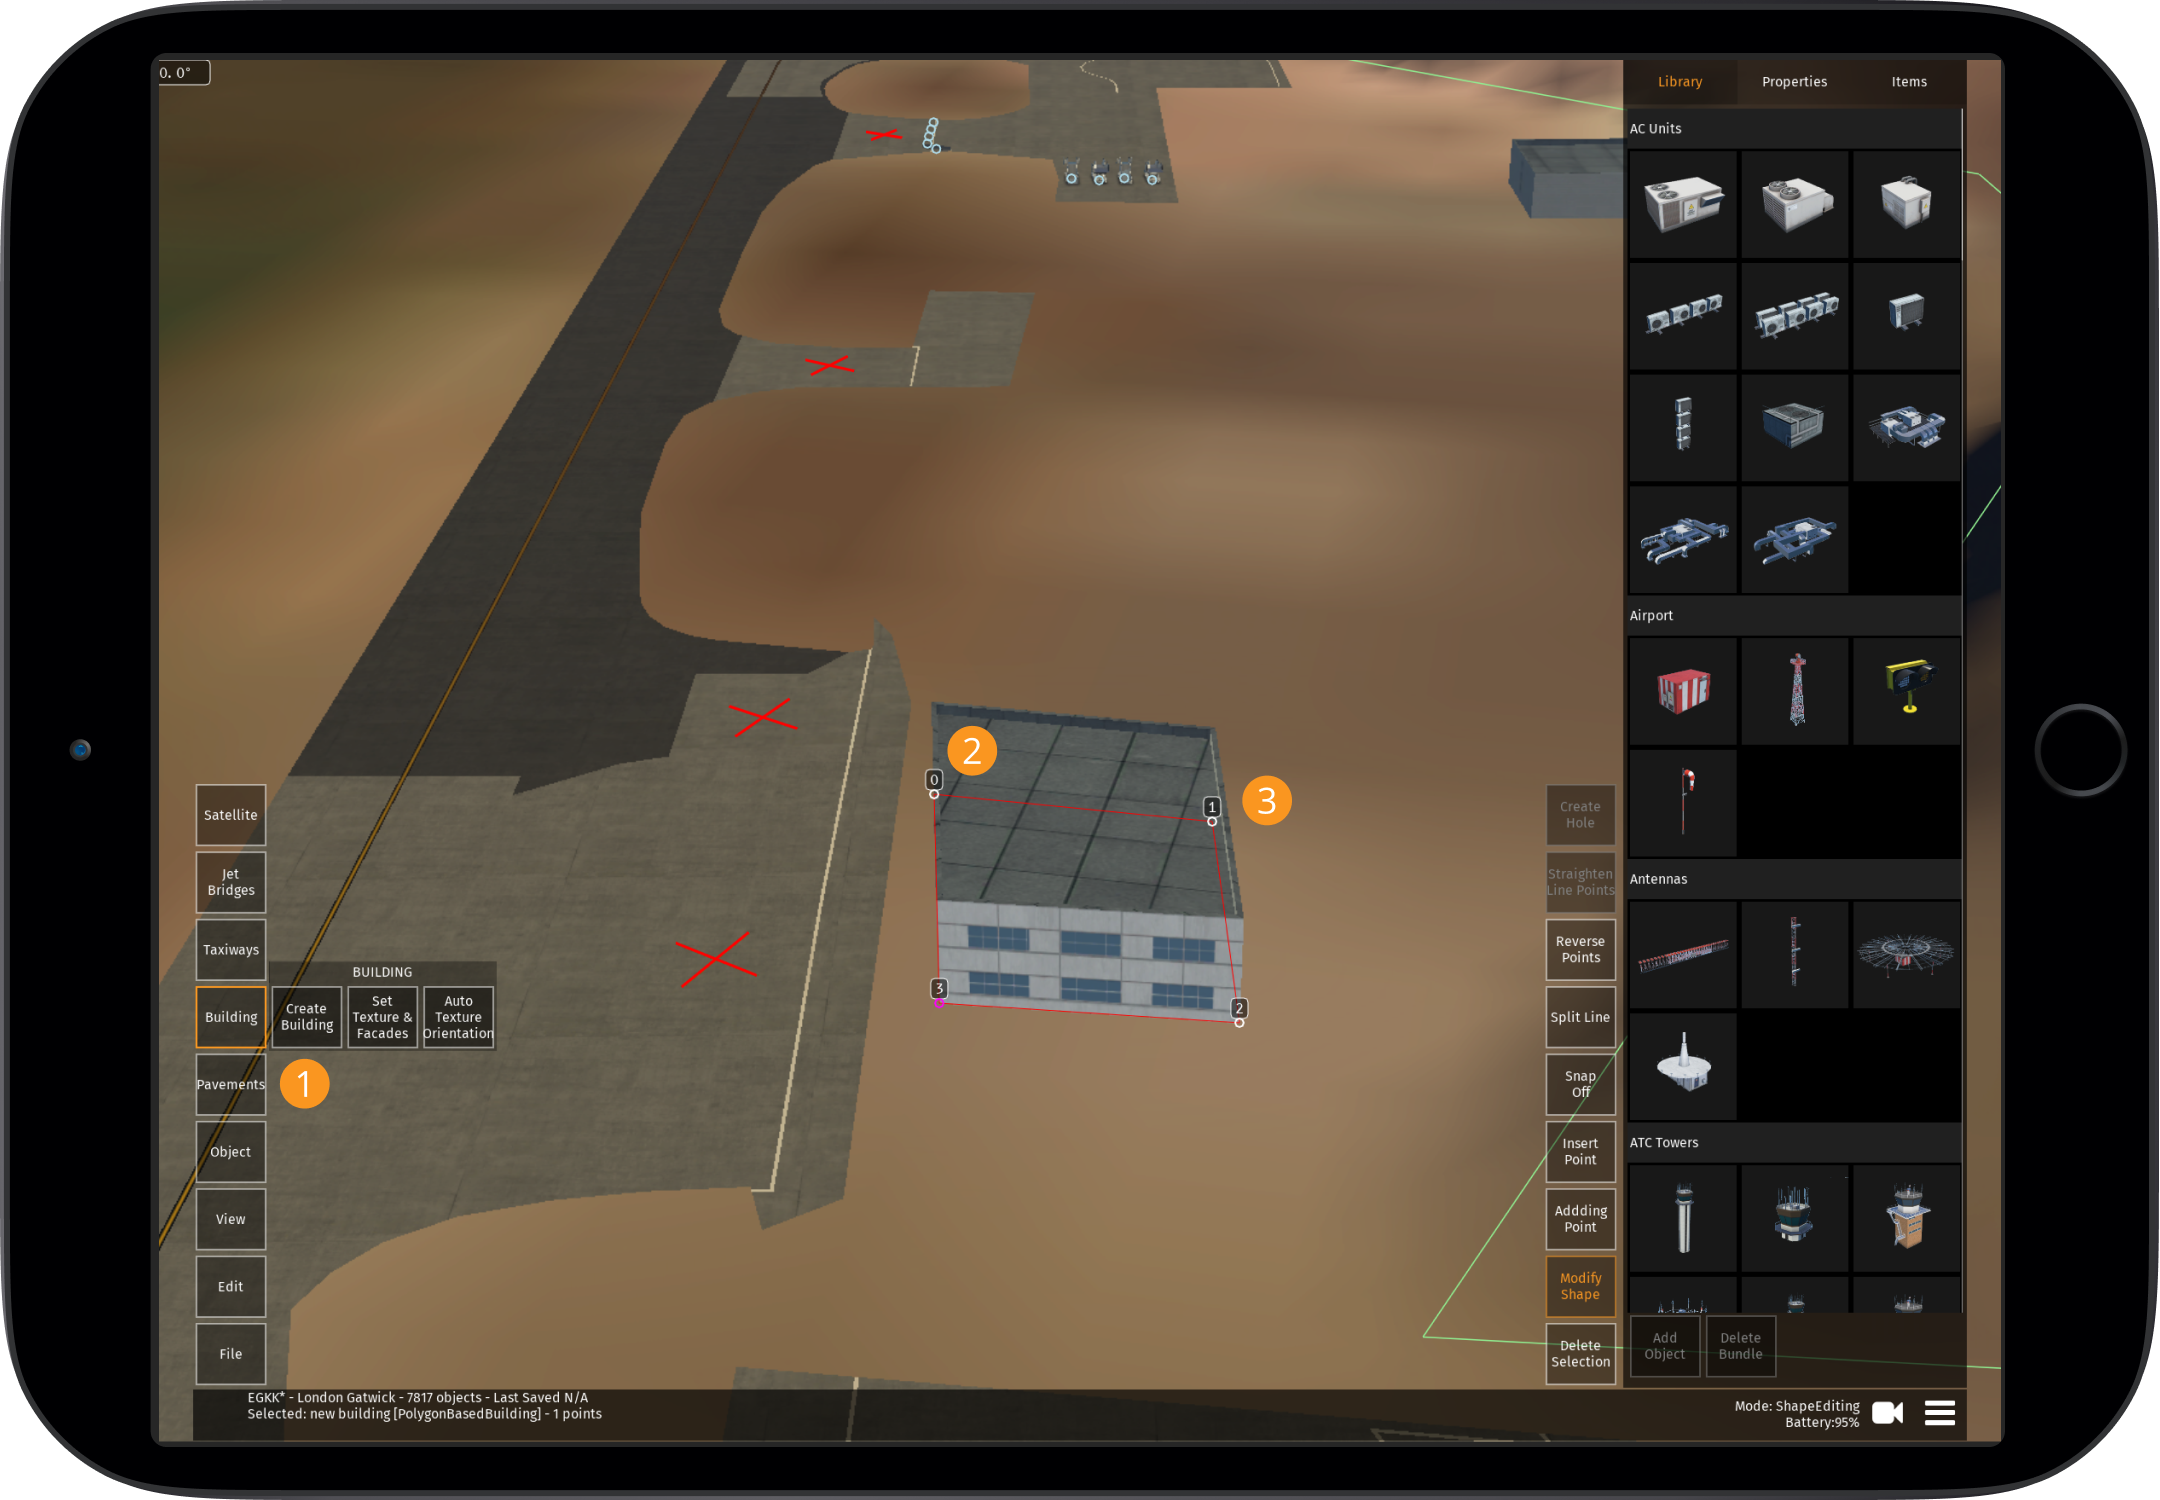 0. 0°
Library Properties Items
AC Units
Airport
Antennas
ATC Towers
Add
Object
Delete
Bundle
2
0
3
1
3
2
Satellite
Jet
Bridges
Taxiways
BUILDING
Building
Create
Building
Set
Texture &
Facades
Auto
Texture
Orientation
Pavements
1
Object
View
Edit
File
Create
Hole
Straighten
Line Points
Reverse
Points
Split Line
Snap
Off
Insert
Point
Addding
Point
Modify
Shape
Delete
Selection
EGKK* - London Gatwick - 7817 objects - Last Saved N/A
Selected: new building [PolygonBasedBuilding] - 1 points
Mode: ShapeEditing
Battery:95%